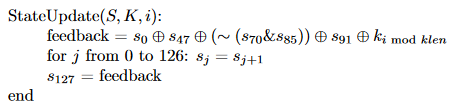 StateUpdate(S, K, i):
feedback = s₀ ⊕ s₄₇ ⊕ (∼ (s₇₀&s₈₅)) ⊕ s₉₁ ⊕ kᵢ mod klen
for j from 0 to 126: sⱼ = sⱼ₊₁
s₁₂₇ = feedback
end